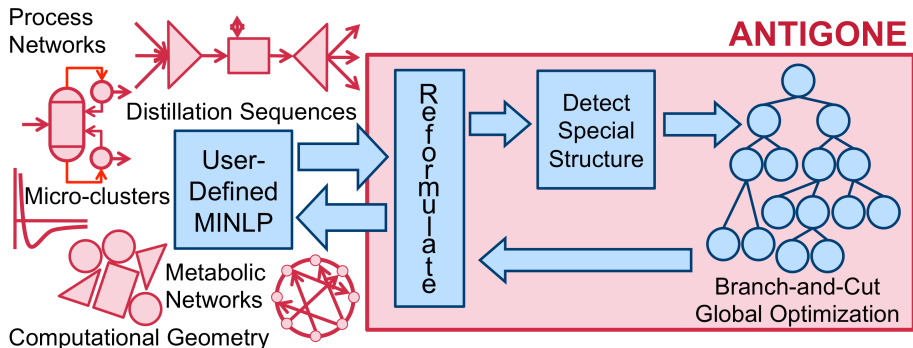 Process
Networks
ANTIGONE
Distillation Sequences
User-
Defined
MINLP
Reformulate
Detect
Special
Structure
Micro-clusters
Metabolic
Networks
Computational Geometry
Branch-and-Cut
Global Optimization